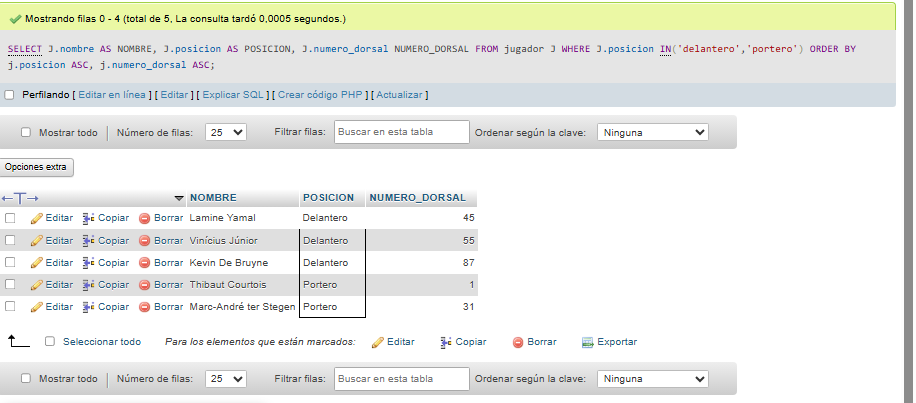 Mostrando filas 0 - 4 (total de 5, La consulta tardó 0,0005 segundos.)
SELECT J.nombre AS NOMBRE, J.posicion AS POSICION, J.numero_dorsal NUMERO_DORSAL FROM jugador J WHERE J.posicion IN('delantero','portero') ORDER BY
j.posicion ASC, j.numero_dorsal ASC;
Perfilando [ Editar en línea ] [ Editar ] [ Explicar SQL ] [ Crear código PHP ] [ Actualizar ]
Mostrar todo | Número de filas: 25 Filtrar filas: Buscar en esta tabla Ordenar según la clave: Ninguna
Opciones extra
←T→ NOMBRE POSICION NUMERO_DORSAL
Editar Copiar Borrar Lamine Yamal Delantero 45
Editar Copiar Borrar Vinícius Júnior Delantero 55
Editar Copiar Borrar Kevin De Bruyne Delantero 87
Editar Copiar Borrar Thibaut Courtois Portero 1
Editar Copiar Borrar Marc-André ter Stegen Portero 31
Seleccionar todo Para los elementos que están marcados: Editar Copiar Borrar Exportar
Mostrar todo | Número de filas: 25 Filtrar filas: Buscar en esta tabla Ordenar según la clave: Ninguna